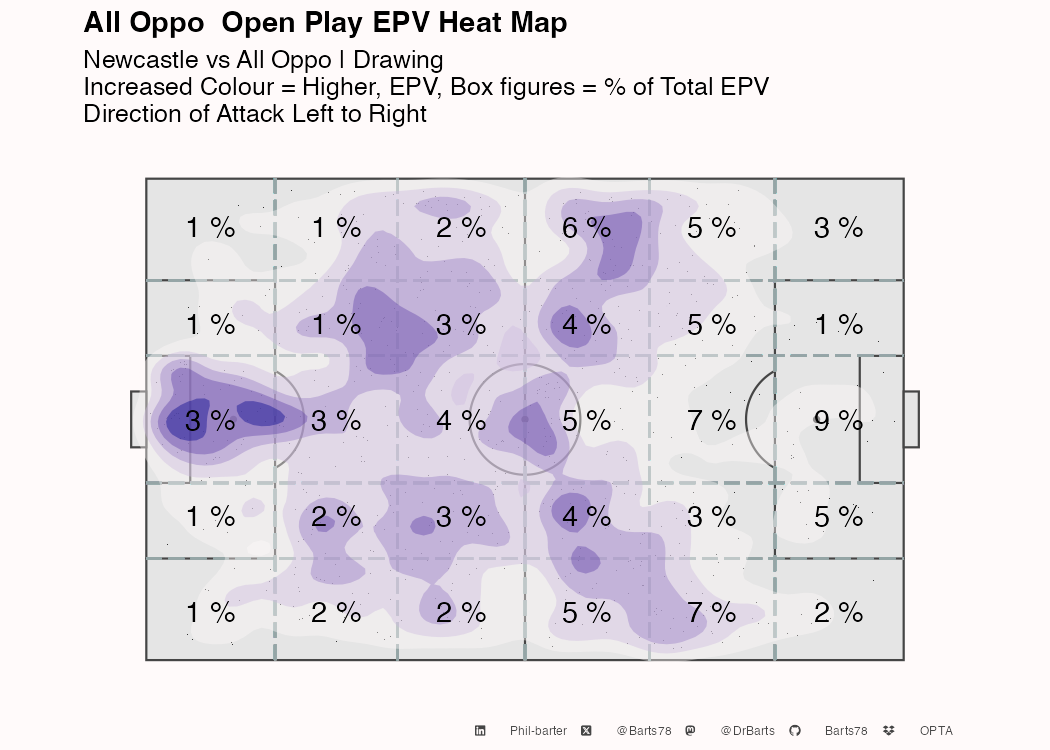 All Oppo  Open Play EPV Heat Map
Newcastle vs All Oppo | Drawing
Increased Colour = Higher, EPV, Box figures = % of Total EPV
Direction of Attack Left to Right
1 % 1 % 2 % 6 % 5 % 3 %
1 % 1 % 3 % 4 % 5 % 1 %
3 % 3 % 4 % 5 % 7 % 9 %
1 % 2 % 3 % 4 % 3 % 5 %
1 % 2 % 2 % 5 % 7 % 2 %
Phil-barter @Barts78 @DrBarts Barts78 OPTA